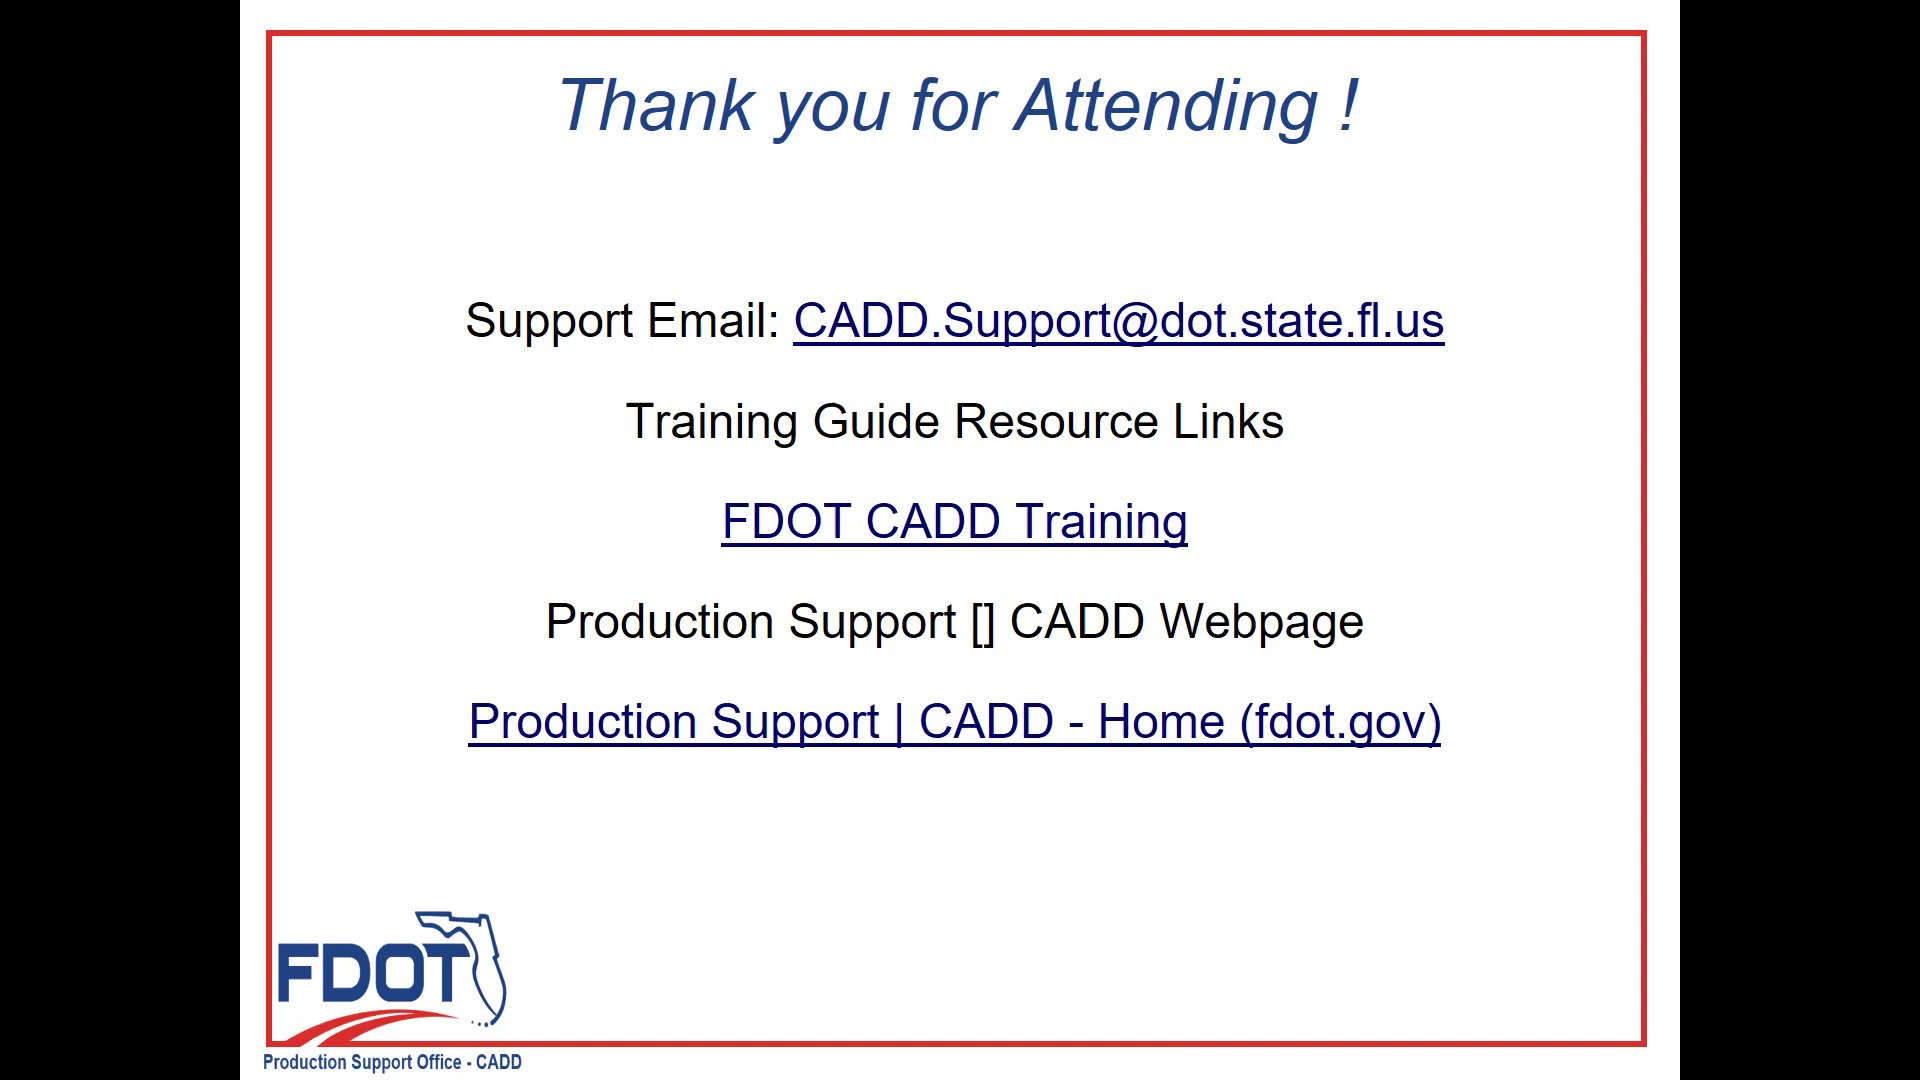 Thank you for Attending !
Support Email: CADD.Support@dot.state.fl.us
Training Guide Resource Links
FDOT CADD Training
Production Support [] CADD Webpage
Production Support | CADD - Home (fdot.gov)
FDOT
Production Support Office - CADD